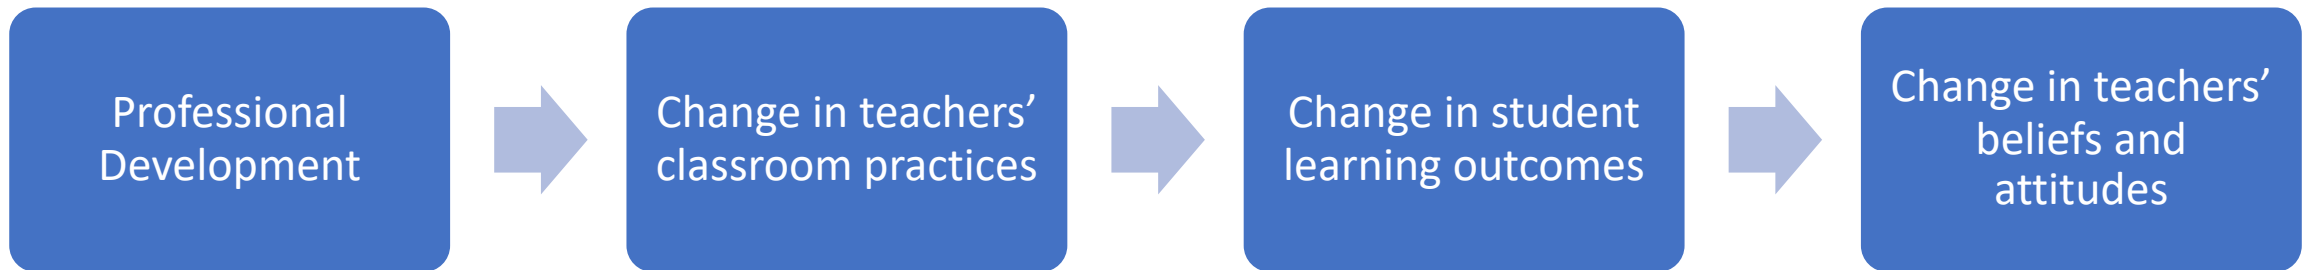 Professional
Development
Change in teachers’
classroom practices
Change in student
learning outcomes
Change in teachers’
beliefs and
attitudes